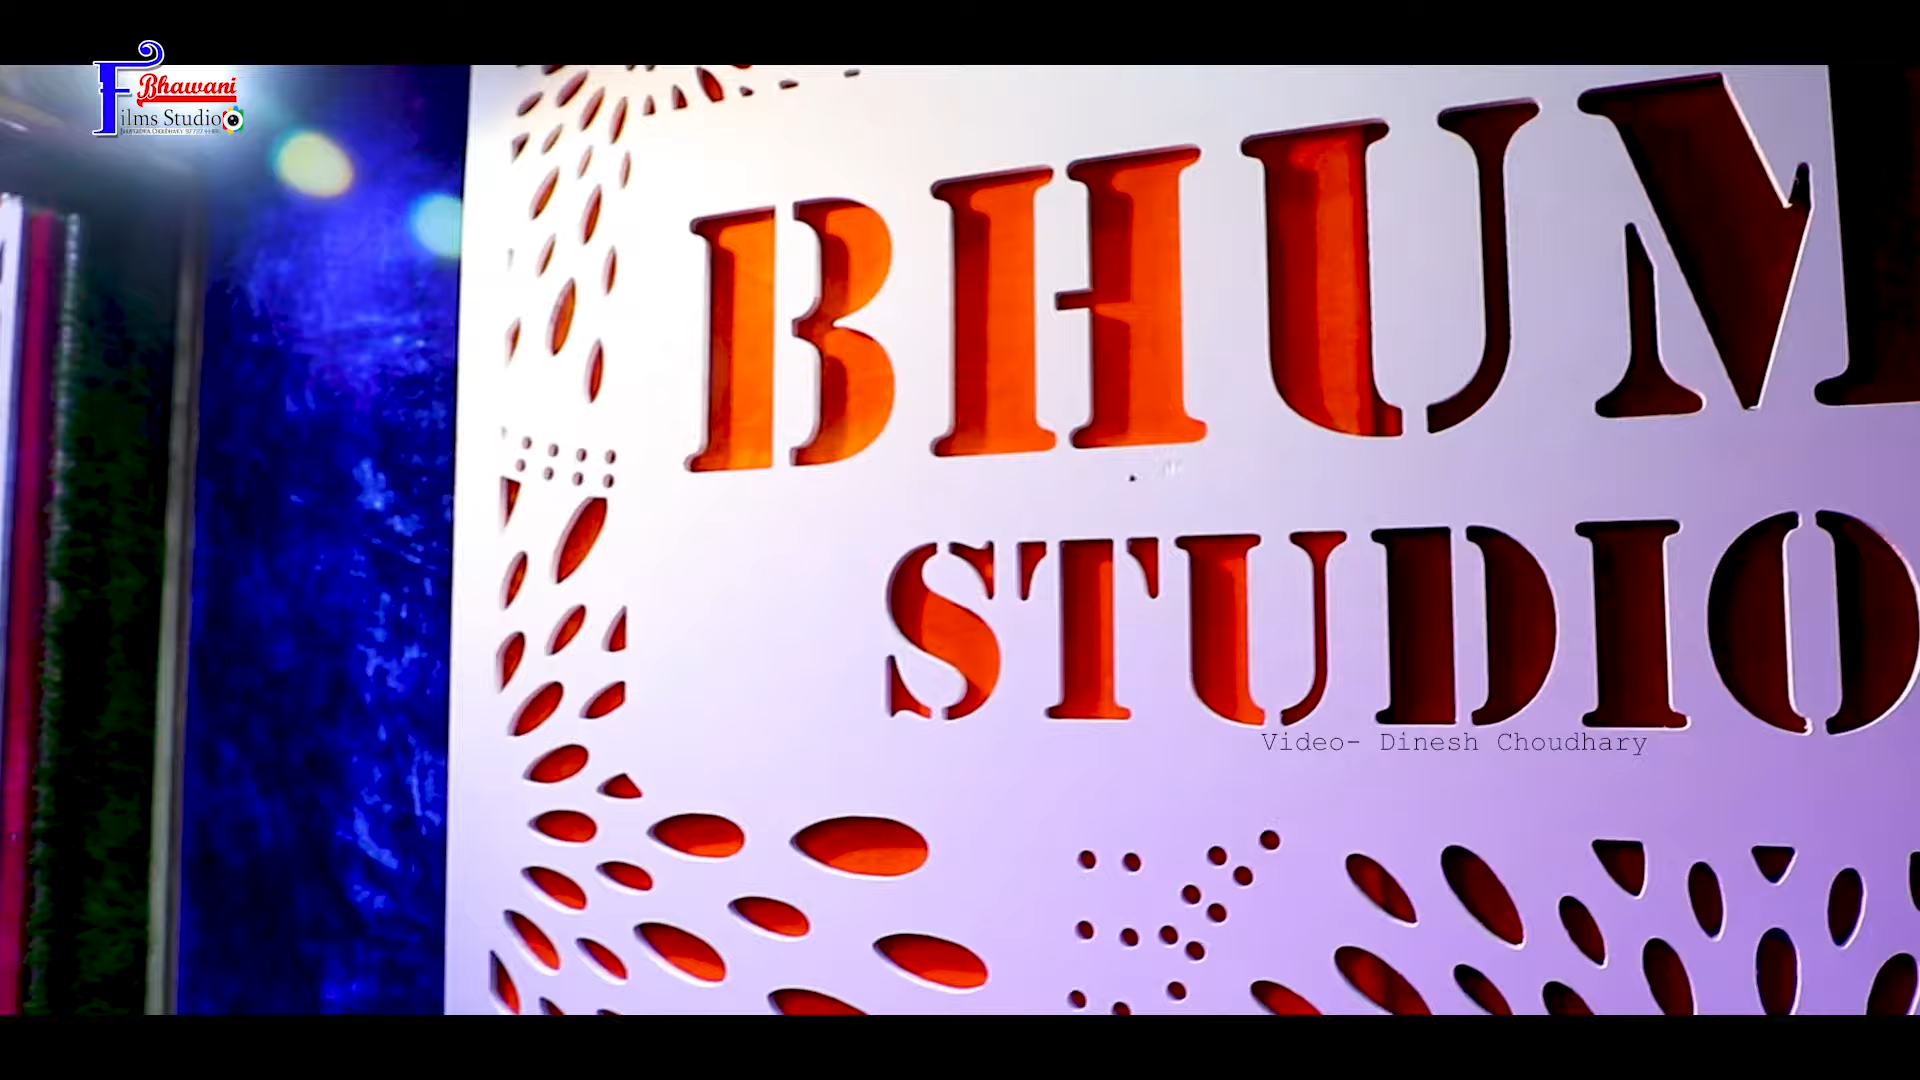 Bhawani
Films Studio
BHUM
STUDIO
Video- Dinesh Choudhary